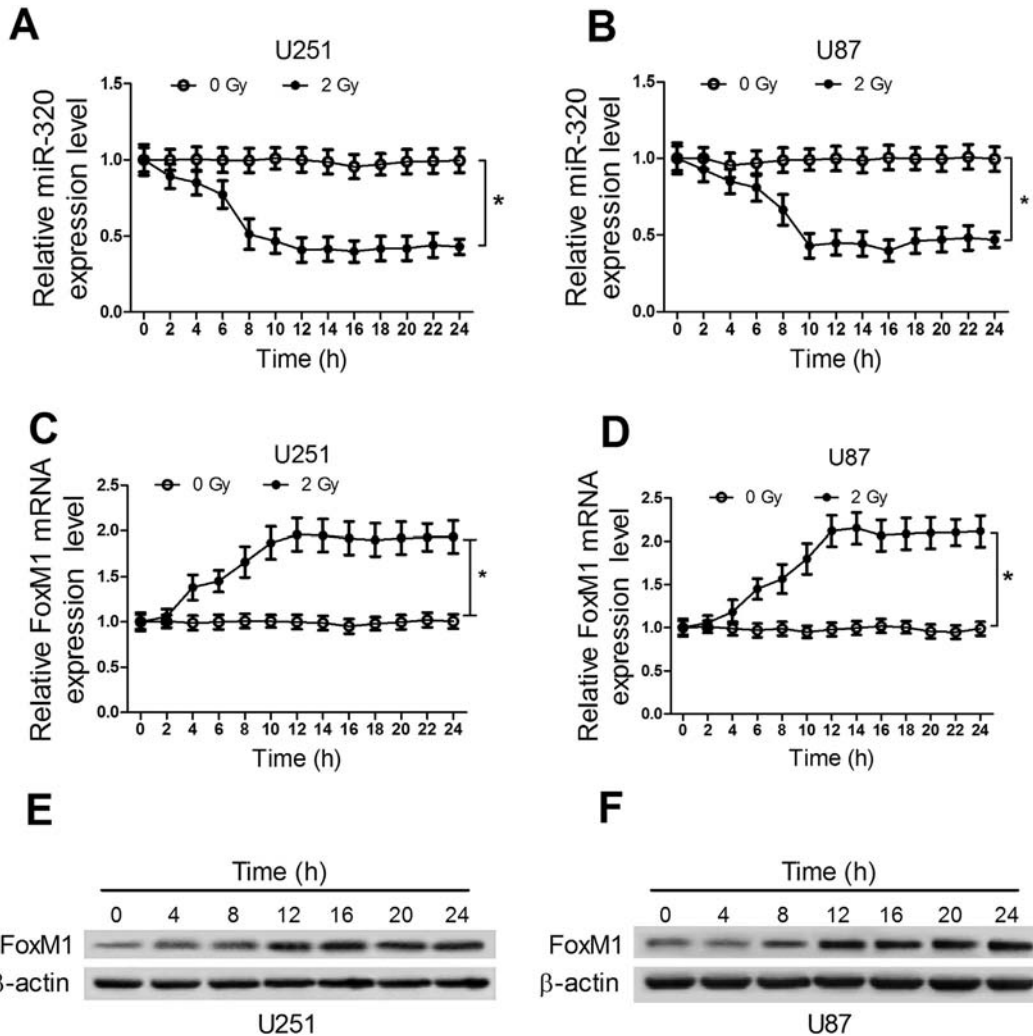 A
U251
0 Gy 2 Gy
Relative miR-320
expression level
1.5
1.0
0.5
0.0
0 2 4 6 8 10 12 14 16 18 20 22 24
Time (h)
*
B
U87
0 Gy 2 Gy
Relative miR-320
expression level
1.5
1.0
0.5
0.0
0 2 4 6 8 10 12 14 16 18 20 22 24
Time (h)
*
C
U251
0 Gy 2 Gy
Relative FoxM1 mRNA
expression level
2.5
2.0
1.5
1.0
0.5
0.0
0 2 4 6 8 10 12 14 16 18 20 22 24
Time (h)
*
D
U87
0 Gy 2 Gy
Relative FoxM1 mRNA
expression level
2.5
2.0
1.5
1.0
0.5
0.0
0 2 4 6 8 10 12 14 16 18 20 22 24
Time (h)
*
E
Time (h)
0 4 8 12 16 20 24
FoxM1
β-actin
U251
F
Time (h)
0 4 8 12 16 20 24
FoxM1
β-actin
U87